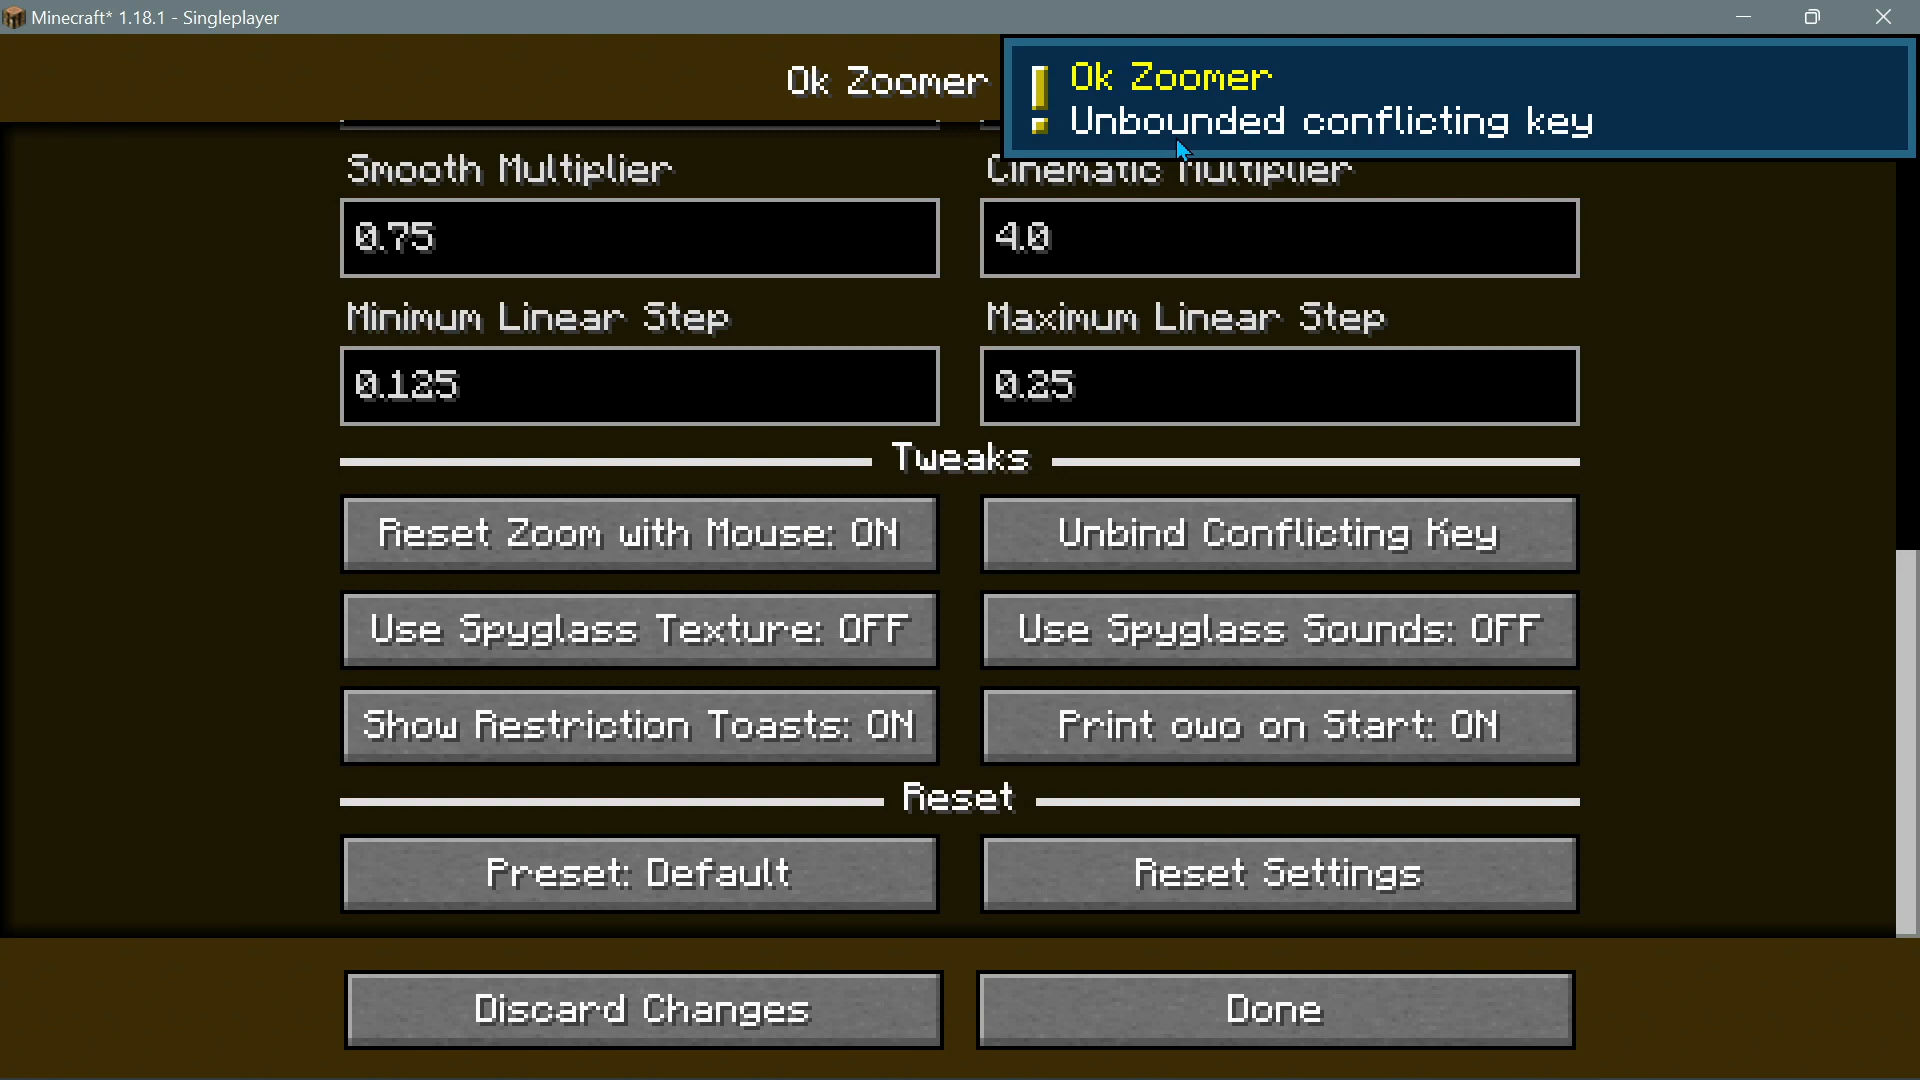 Minecraft* 1.18.1 - Singleplayer
Ok Zoomer
Ok Zoomer
Unbounded conflicting key
Smooth Multiplier
Cinematic Multiplier
0.75
4.0
Minimum Linear Step
Maximum Linear Step
0.125
0.25
Tweaks
Reset Zoom with Mouse: ON
Unbind Conflicting Key
Use Spyglass Texture: OFF
Use Spyglass Sounds: OFF
Show Restriction Toasts: ON
Print owo on Start: ON
Reset
Preset: Default
Reset Settings
Discard Changes
Done